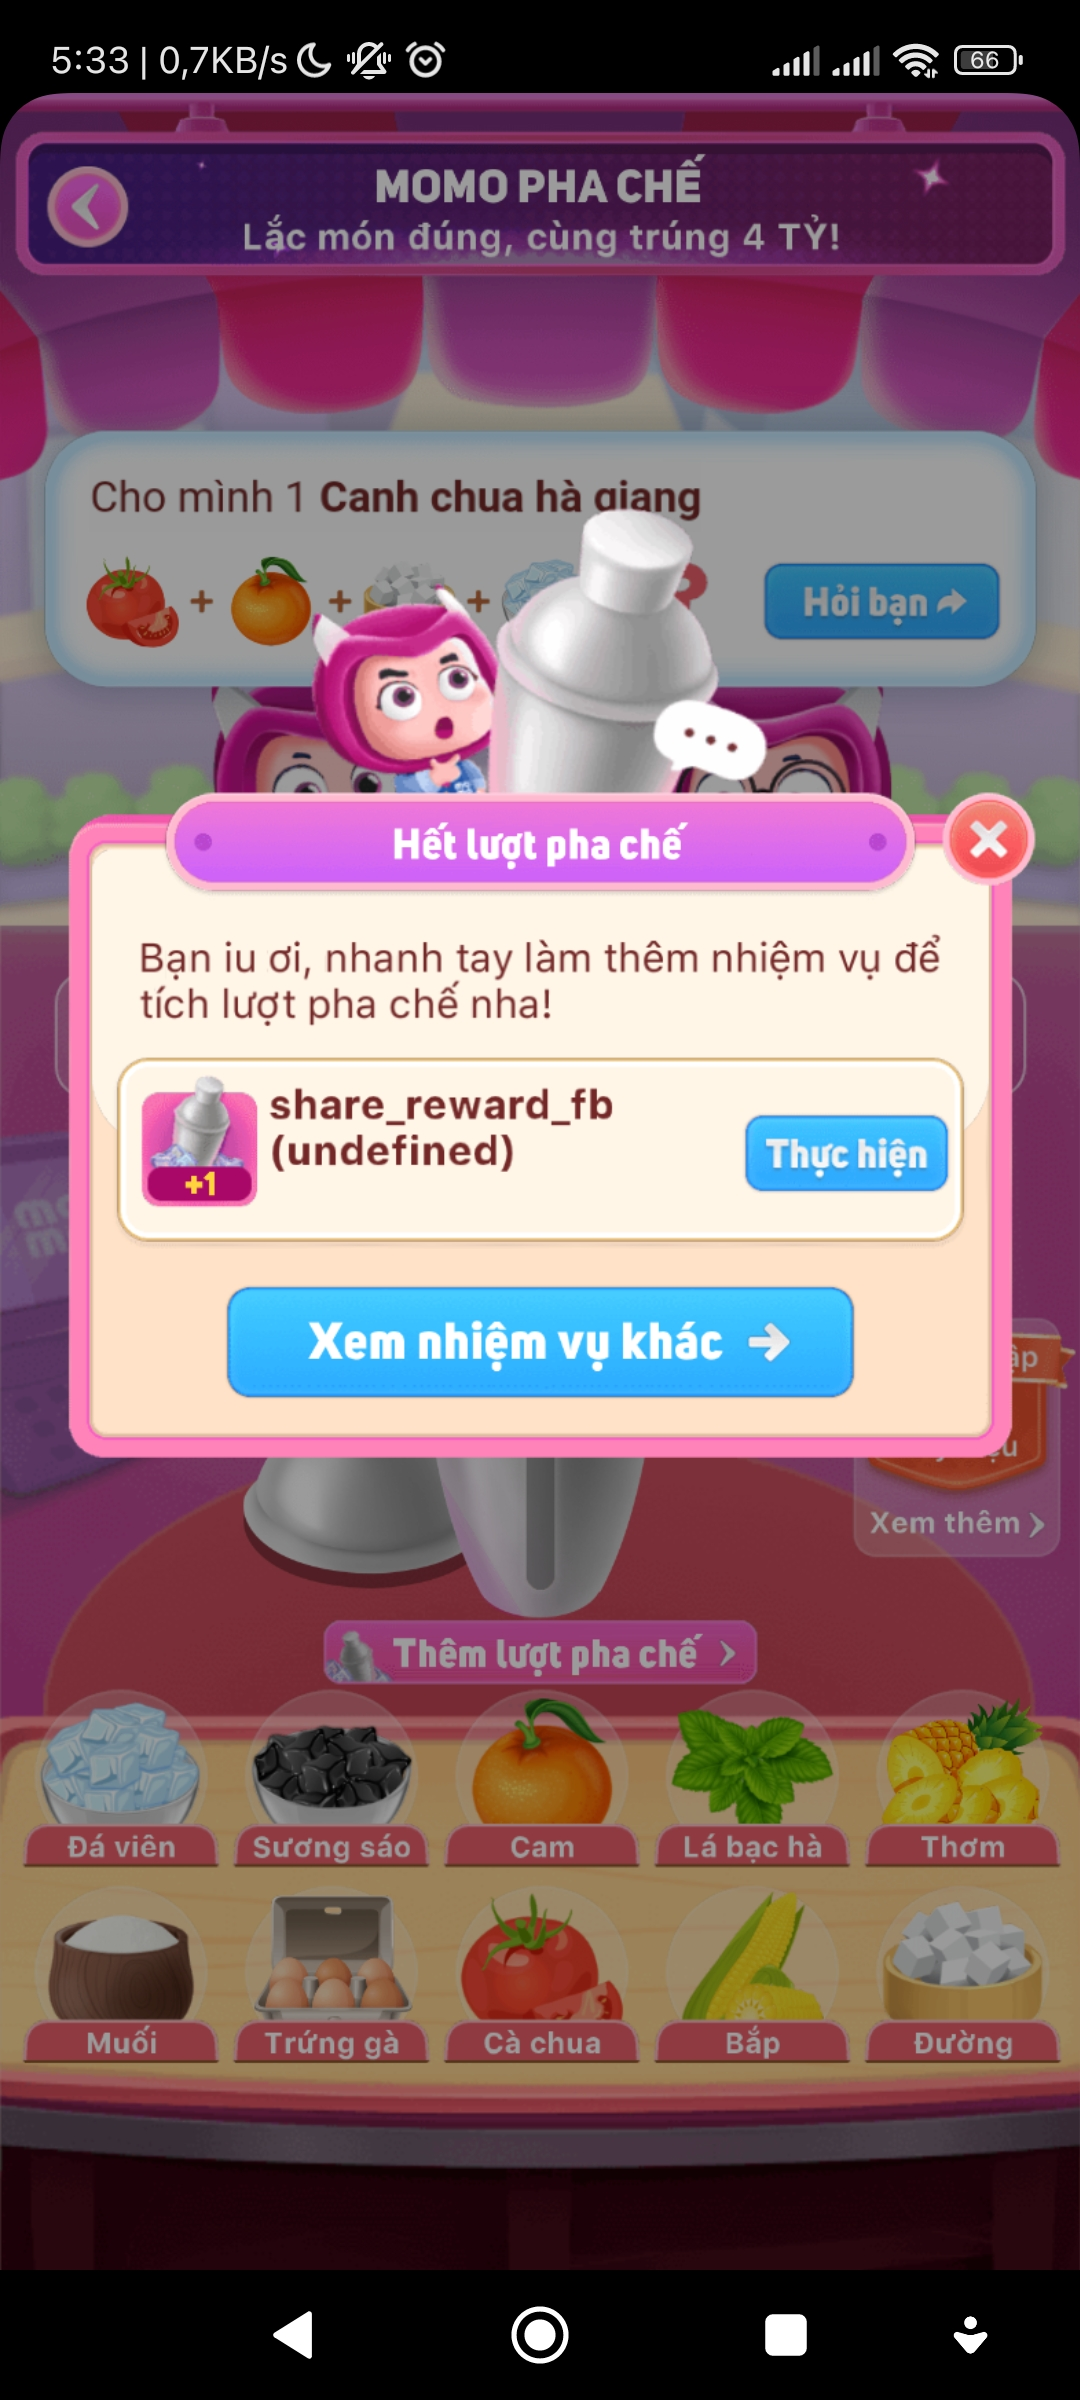 5:33 | 0,7KB/s
66
MOMO PHA CHẾ
Lắc món đúng, cùng trúng 4 TỶ!
Cho mình 1 Canh chua hà giang
+ + +
Hỏi bạn
Hết lượt pha chế
Bạn iu ơi, nhanh tay làm thêm nhiệm vụ để
tích lượt pha chế nha!
share_reward_fb
(undefined)
+1
Thực hiện
Xem nhiệm vụ khác
Xem thêm
Thêm lượt pha chế
Đá viên
Sương sáo
Cam
Lá bạc hà
Thơm
Muối
Trứng gà
Cà chua
Bắp
Đường